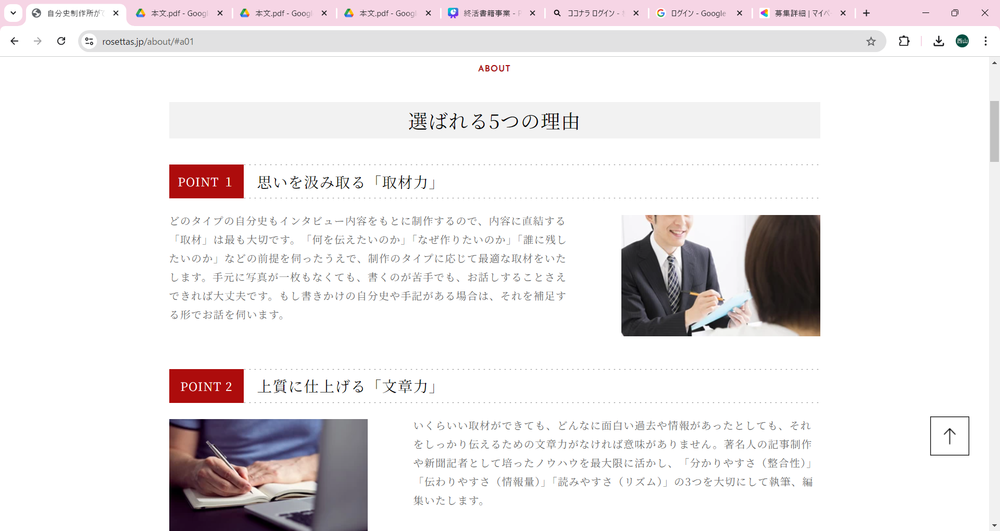 自分史制作所がで
本文.pdf - Googl
本文.pdf - Googl
本文.pdf - Googl
終活書籍事業 - P
ココナラ ログイン - 
ログイン - Google
募集詳細 | マイペ
rosettas.jp/about/#a01
西山
ABOUT
選ばれる5つの理由
POINT 1
思いを汲み取る「取材力」
どのタイプの自分史もインタビュー内容をもとに制作するので、内容に直結する
「取材」は最も大切です。「何を伝えたいのか」「なぜ作りたいのか」「誰に残し
たいのか」などの前提を伺ったうえで、制作のタイプに応じて最適な取材をいた
します。手元に写真が一枚もなくても、書くのが苦手でも、お話しすることさえ
できれば大丈夫です。もし書きかけの自分史や手記がある場合は、それを補足す
る形でお話を伺います。
POINT 2
上質に仕上げる「文章力」
いくらいい取材ができても、どんなに面白い過去や情報があったとしても、それ
をしっかり伝えるための文章力がなければ意味がありません。著名人の記事制作
や新聞記者として培ったノウハウを最大限に活かし、「分かりやすさ（整合性）」
「伝わりやすさ（情報量）」「読みやすさ（リズム）」の3つを大切にして執筆、編
集いたします。